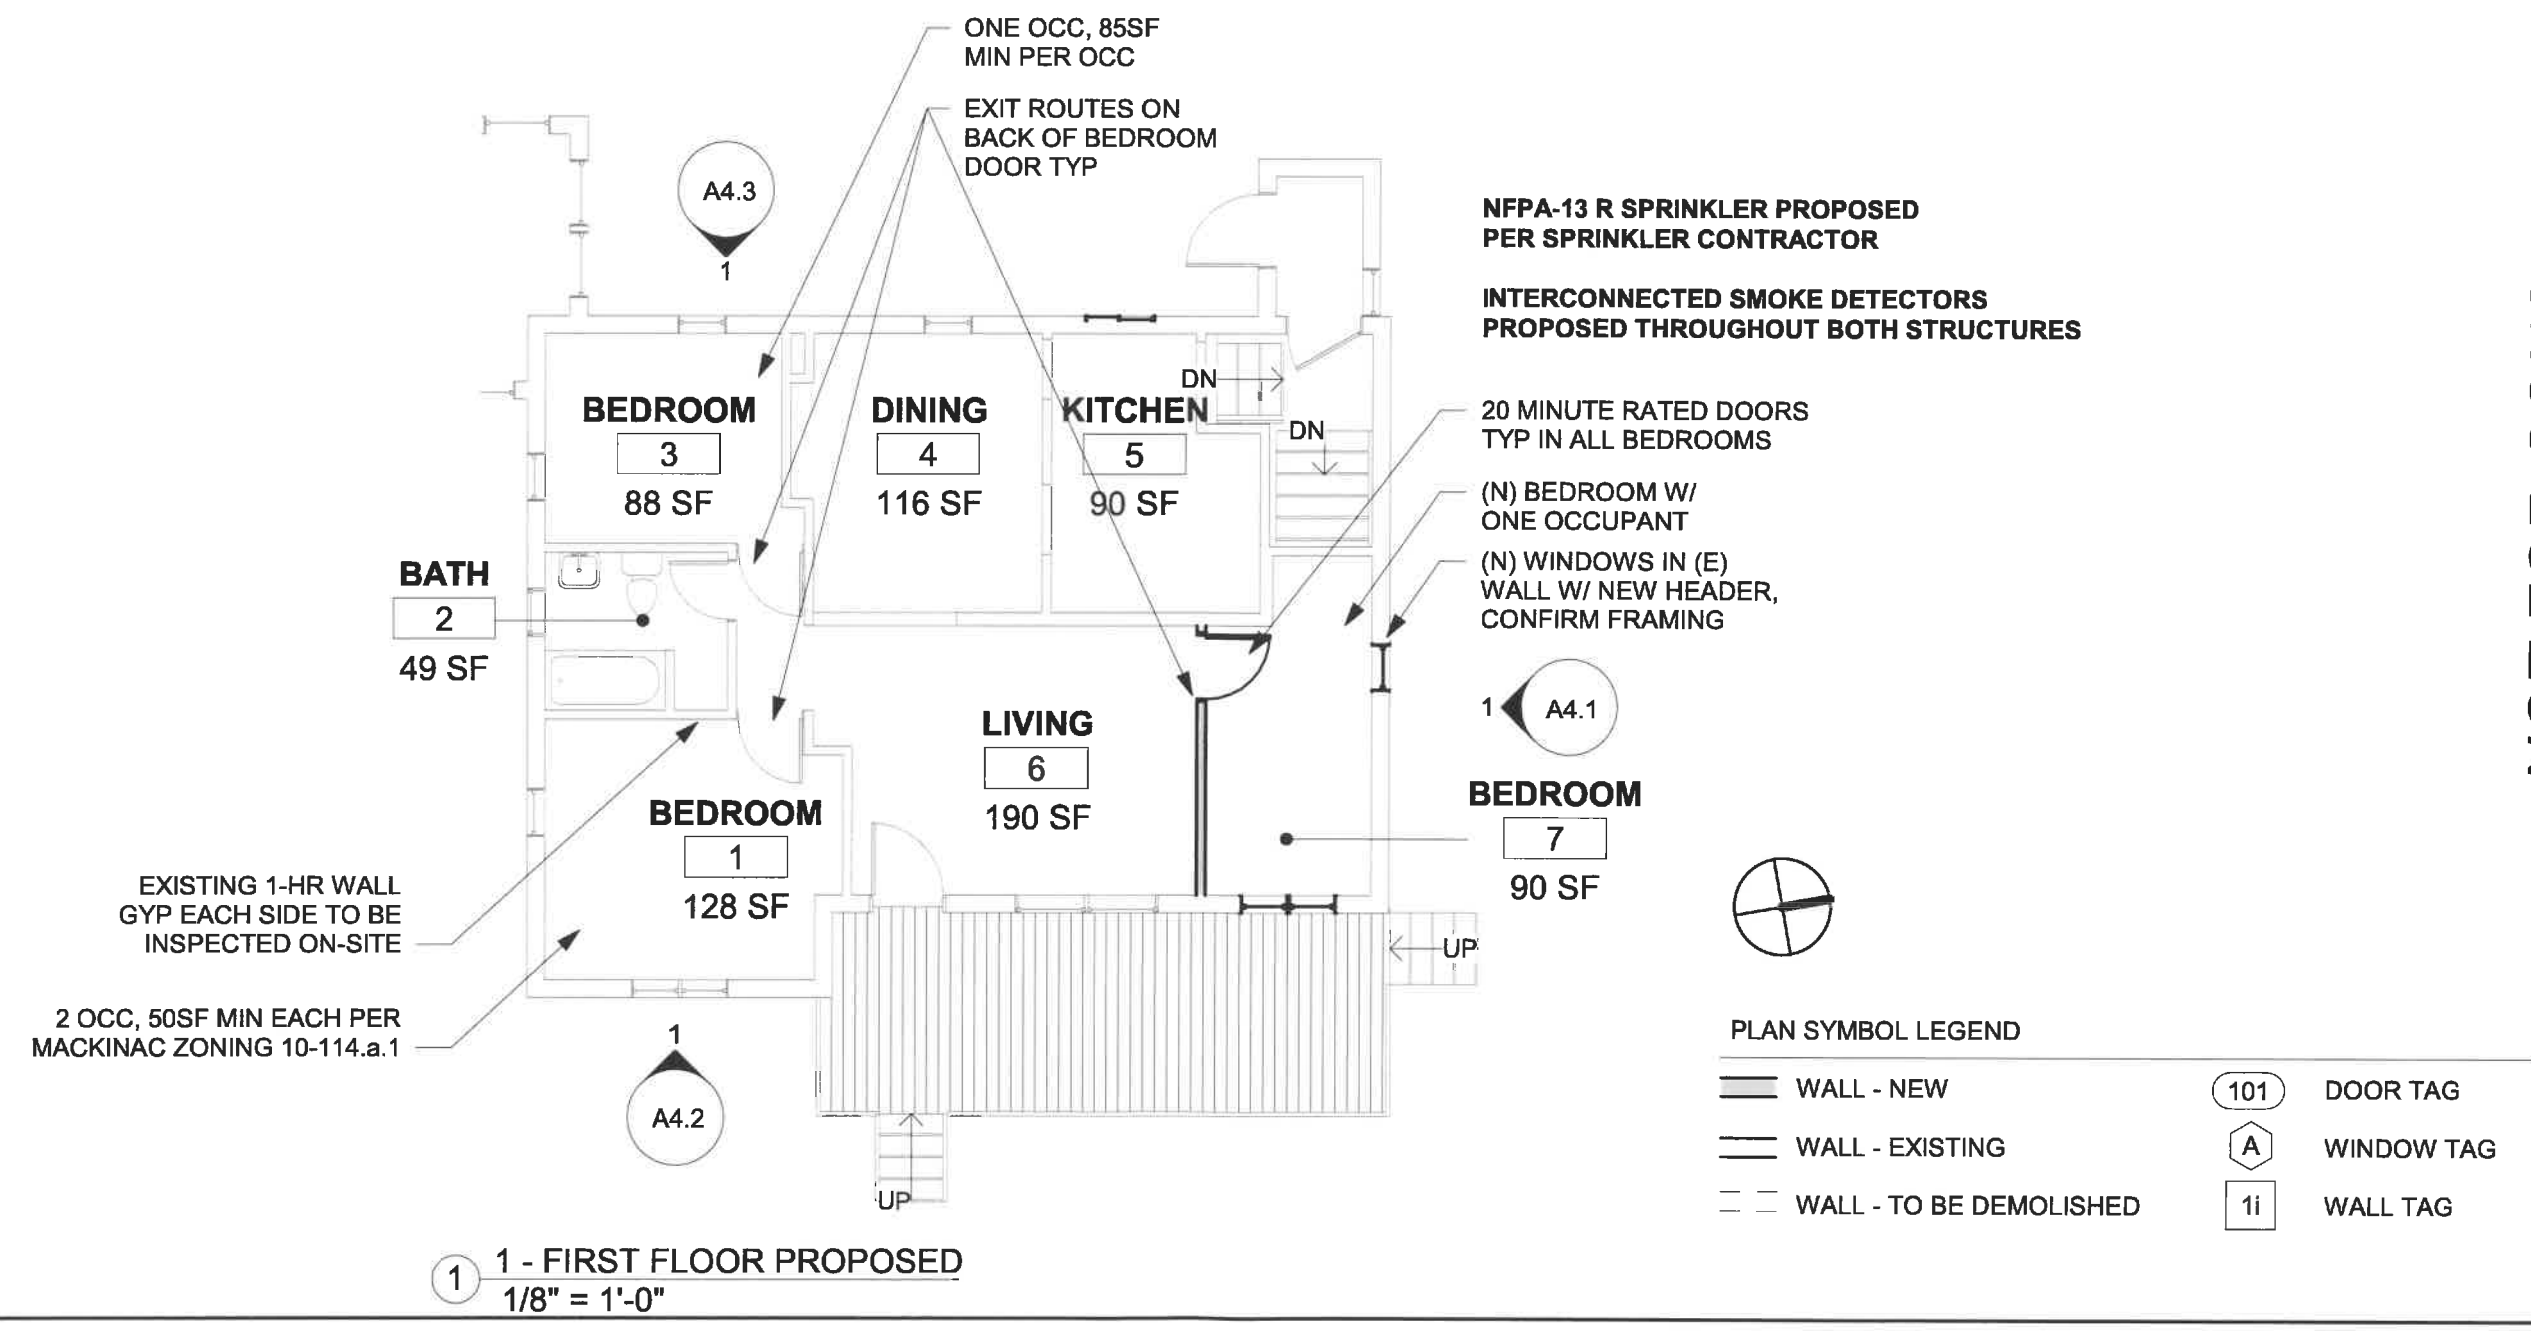 ONE OCC, 85SF
MIN PER OCC
EXIT ROUTES ON
BACK OF BEDROOM
DOOR TYP
A4.3
1
NFPA-13 R SPRINKLER PROPOSED
PER SPRINKLER CONTRACTOR
INTERCONNECTED SMOKE DETECTORS
PROPOSED THROUGHOUT BOTH STRUCTURES
BEDROOM
3
88 SF
DINING
4
116 SF
KITCHEN
5
90 SF
DN
DN
20 MINUTE RATED DOORS
TYP IN ALL BEDROOMS
(N) BEDROOM W/
ONE OCCUPANT
(N) WINDOWS IN (E)
WALL W/ NEW HEADER,
CONFIRM FRAMING
BATH
2
49 SF
1
A4.1
LIVING
6
190 SF
BEDROOM
7
90 SF
BEDROOM
1
128 SF
EXISTING 1-HR WALL
GYP EACH SIDE TO BE
INSPECTED ON-SITE
UP
2 OCC, 50SF MIN EACH PER
MACKINAC ZONING 10-114.a.1
1
A4.2
UP
PLAN SYMBOL LEGEND
WALL - NEW
101
DOOR TAG
WALL - EXISTING
A
WINDOW TAG
WALL - TO BE DEMOLISHED
1i
WALL TAG
1
1 - FIRST FLOOR PROPOSED
1/8" = 1'-0"